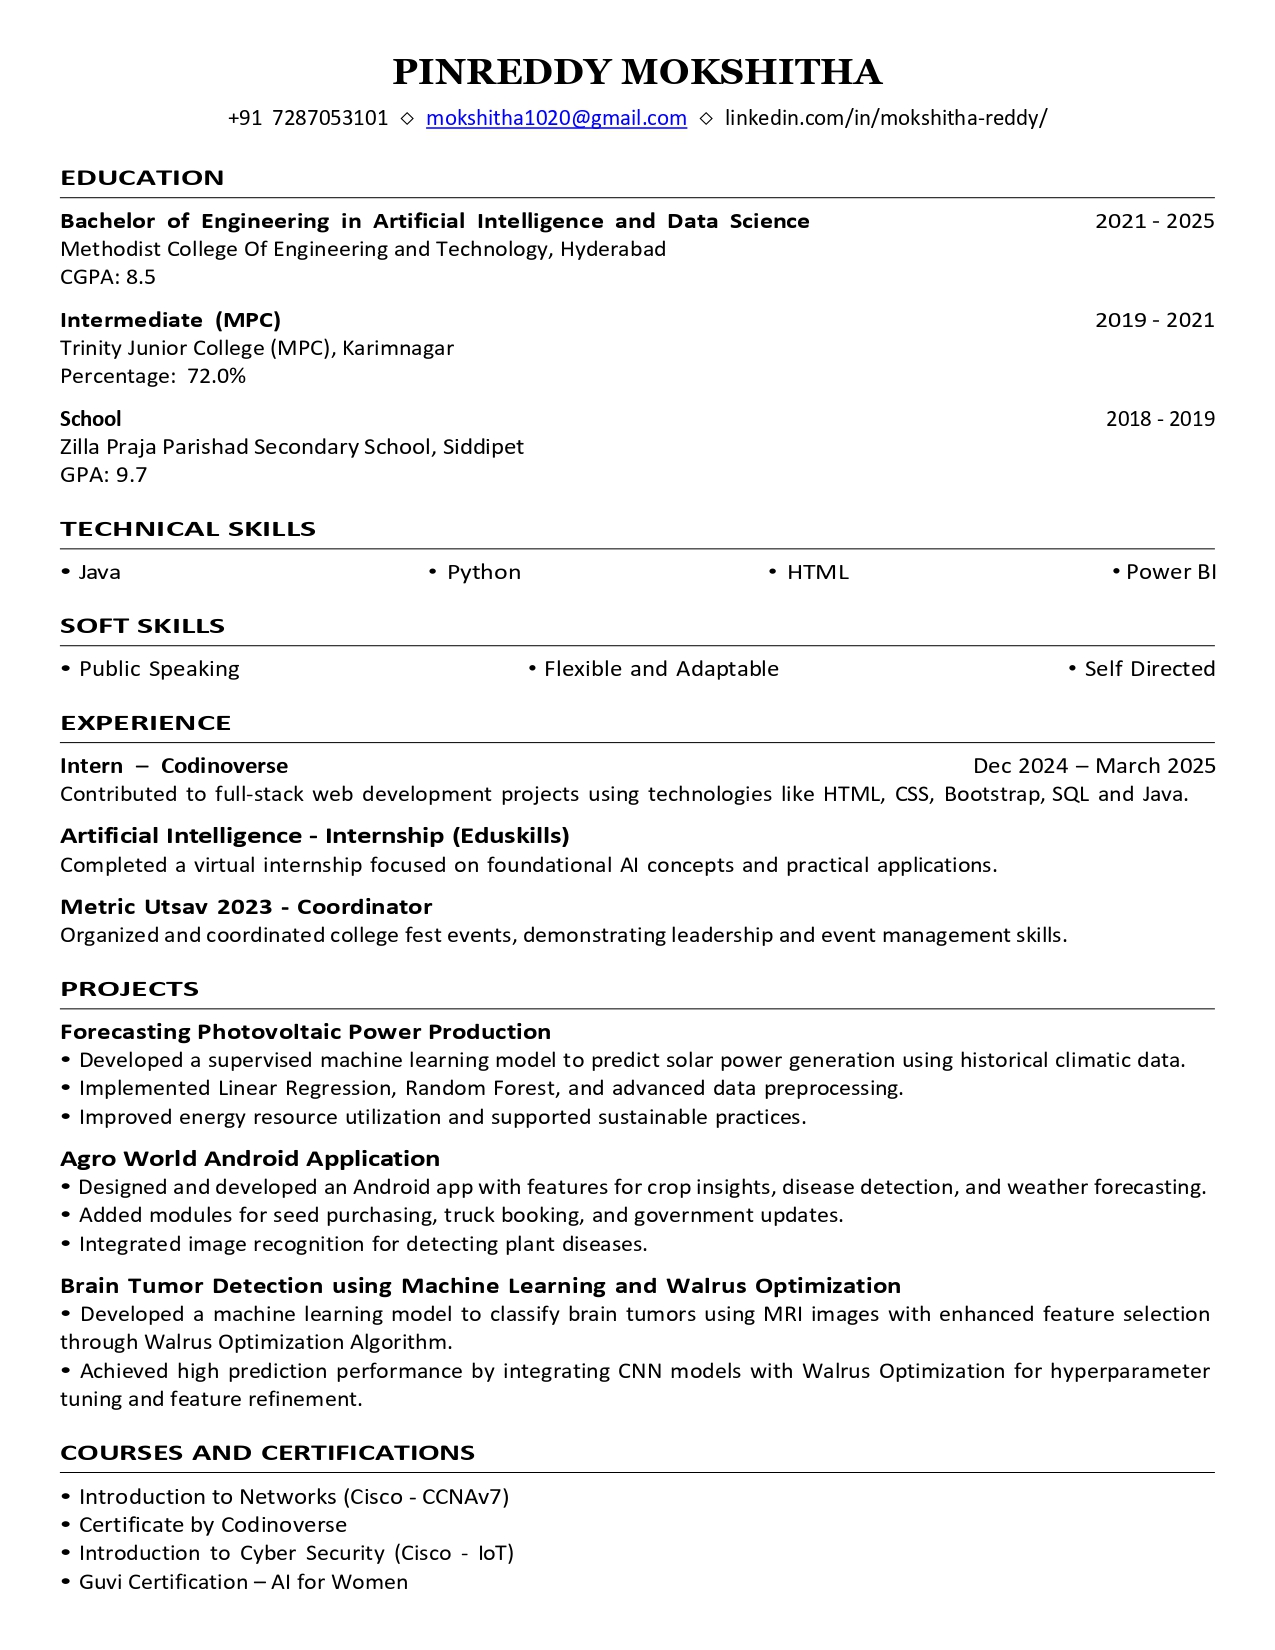 PINREDDY MOKSHITHA
+91 7287053101 ◇ mokshitha1020@gmail.com ◇ linkedin.com/in/mokshitha-reddy/
EDUCATION
Bachelor of Engineering in Artificial Intelligence and Data Science 2021 - 2025
Methodist College Of Engineering and Technology, Hyderabad
CGPA: 8.5
Intermediate (MPC) 2019 - 2021
Trinity Junior College (MPC), Karimnagar
Percentage: 72.0%
School 2018 - 2019
Zilla Praja Parishad Secondary School, Siddipet
GPA: 9.7
TECHNICAL SKILLS
• Java • Python • HTML • Power BI
SOFT SKILLS
• Public Speaking • Flexible and Adaptable • Self Directed
EXPERIENCE
Intern – Codinoverse Dec 2024 – March 2025
Contributed to full-stack web development projects using technologies like HTML, CSS, Bootstrap, SQL and Java.
Artificial Intelligence - Internship (Eduskills)
Completed a virtual internship focused on foundational AI concepts and practical applications.
Metric Utsav 2023 - Coordinator
Organized and coordinated college fest events, demonstrating leadership and event management skills.
PROJECTS
Forecasting Photovoltaic Power Production
• Developed a supervised machine learning model to predict solar power generation using historical climatic data.
• Implemented Linear Regression, Random Forest, and advanced data preprocessing.
• Improved energy resource utilization and supported sustainable practices.
Agro World Android Application
• Designed and developed an Android app with features for crop insights, disease detection, and weather forecasting.
• Added modules for seed purchasing, truck booking, and government updates.
• Integrated image recognition for detecting plant diseases.
Brain Tumor Detection using Machine Learning and Walrus Optimization
• Developed a machine learning model to classify brain tumors using MRI images with enhanced feature selection
through Walrus Optimization Algorithm.
• Achieved high prediction performance by integrating CNN models with Walrus Optimization for hyperparameter
tuning and feature refinement.
COURSES AND CERTIFICATIONS
• Introduction to Networks (Cisco - CCNAv7)
• Certificate by Codinoverse
• Introduction to Cyber Security (Cisco - IoT)
• Guvi Certification – AI for Women